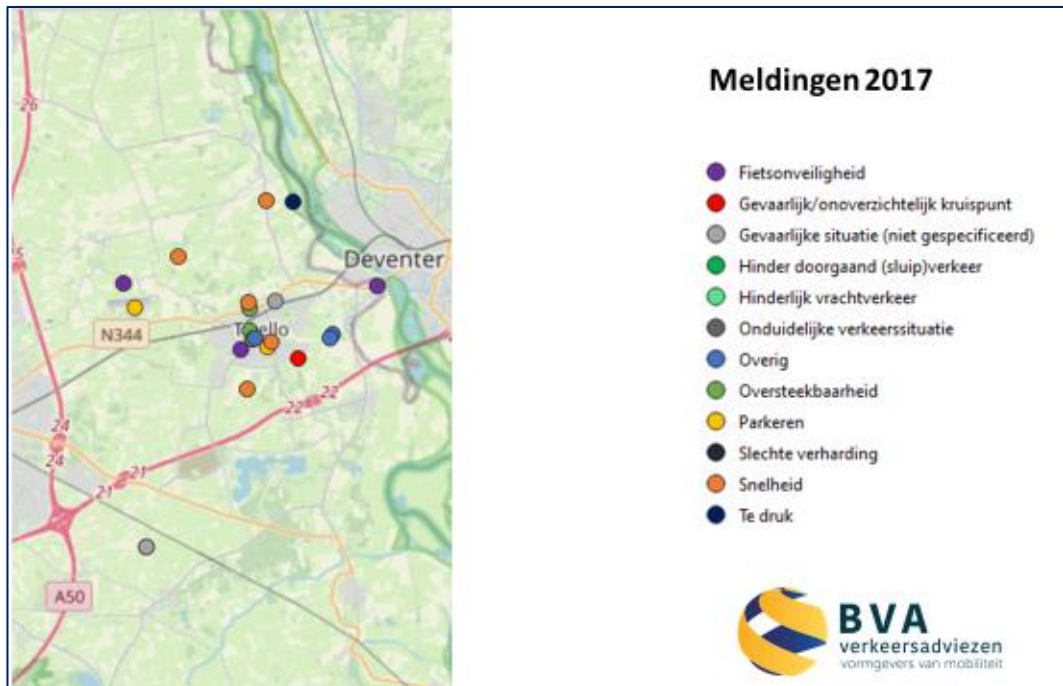 Meldingen 2017
26
25
Deventer
N344
22
22
24
24
21
21
A50
Fietsonveiligheid
Gevaarlijk/onoverzichtelijk kruispunt
Gevaarlijke situatie (niet gespecificeerd)
Hinder doorgaand (sluip)verkeer
Hinderlijk vrachtverkeer
Onduidelijke verkeerssituatie
Overig
Oversteekbaarheid
Parkeren
Slechte verharding
Snelheid
Te druk
BVA
verkeersadviezen
vormgevers van mobiliteit